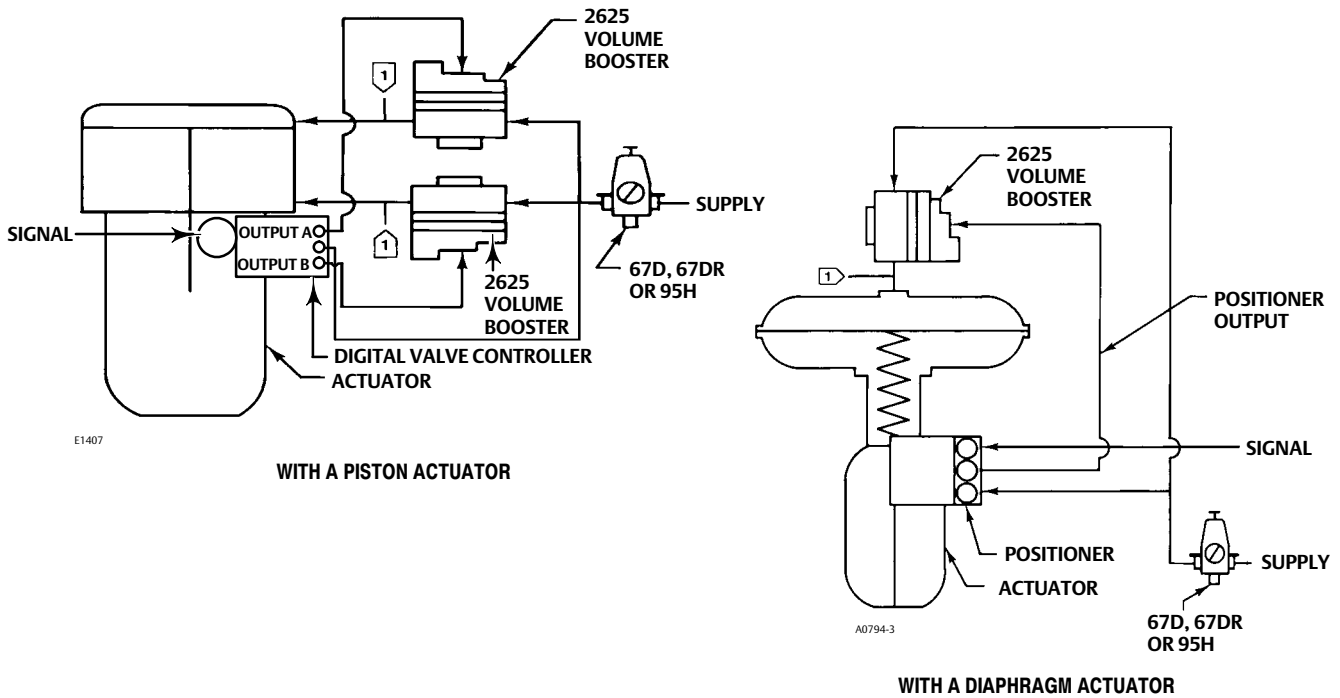 2625
VOLUME
BOOSTER
1
SIGNAL
OUTPUT A
OUTPUT B
1
SUPPLY
67D, 67DR
OR 95H
2625
VOLUME
BOOSTER
DIGITAL VALVE CONTROLLER
ACTUATOR
E1407
WITH A PISTON ACTUATOR
2625
VOLUME
BOOSTER
1
POSITIONER
OUTPUT
SIGNAL
POSITIONER
ACTUATOR
SUPPLY
67D, 67DR
OR 95H
A0794-3
WITH A DIAPHRAGM ACTUATOR